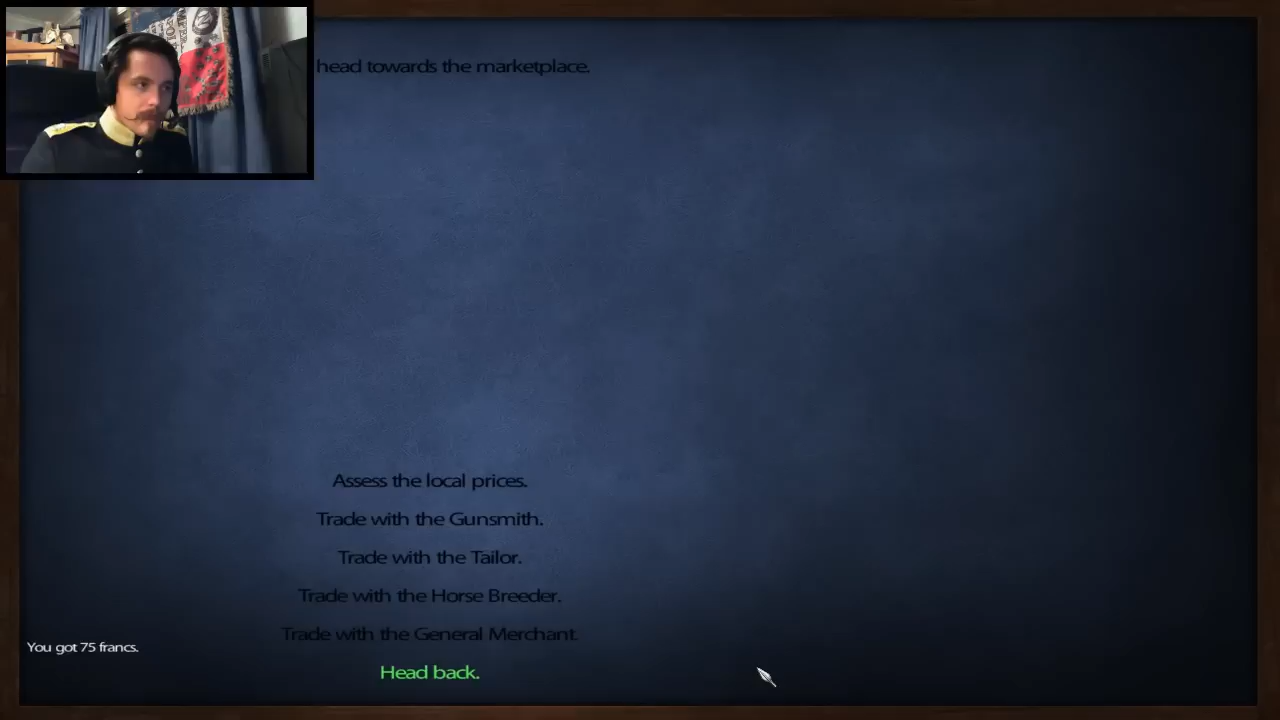 head towards the marketplace.
Assess the local prices.
Trade with the Gunsmith.
Trade with the Tailor.
Trade with the Horse Breeder.
Trade with the General Merchant.
You got 75 francs.
Head back.